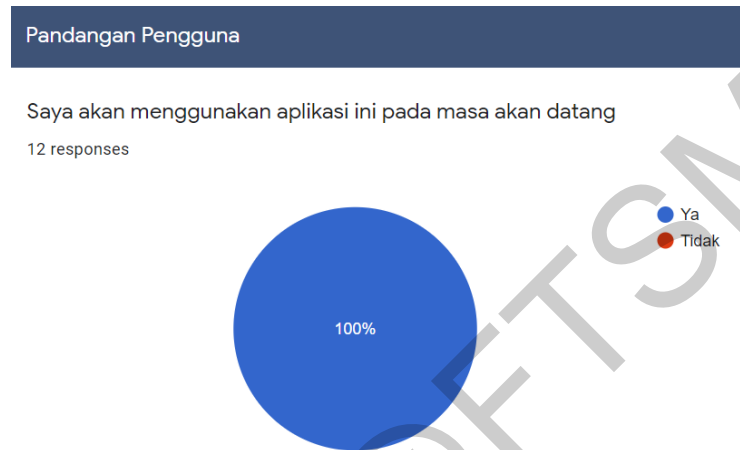 Pandangan Pengguna
Saya akan menggunakan aplikasi ini pada masa akan datang
12 responses
Ya
Tidak
100%